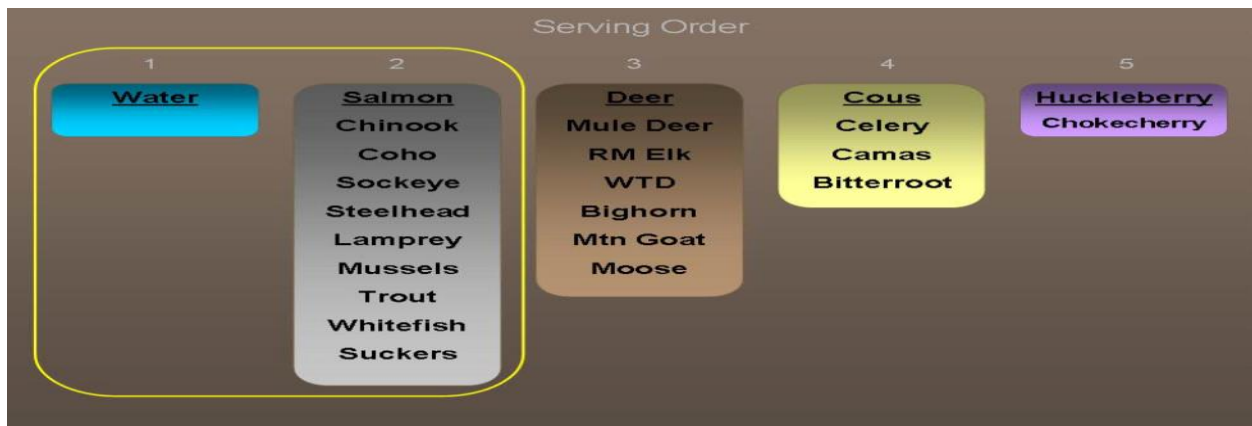 Serving Order
1 2 3 4 5
Water
Salmon
Chinook
Coho
Sockeye
Steelhead
Lamprey
Mussels
Trout
Whitefish
Suckers
Deer
Mule Deer
RM Elk
WTD
Bighorn
Mtn Goat
Moose
Cous
Celery
Camas
Bitterroot
Huckleberry
Chokecherry